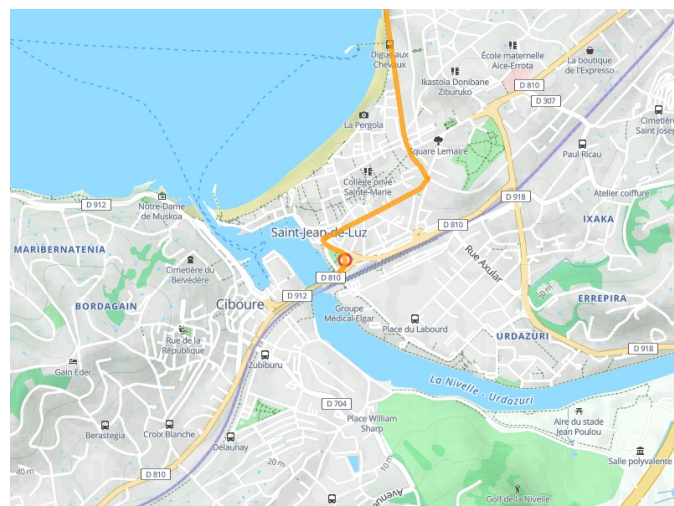 Digue aux
Chevaux
École maternelle
Aice-Errota
La boutique
de l'Expresso
Ikastola Donibane
Ziburuko
D 810
D 307
Cimetière
Saint Josep
La Pergola
Square Lemaire
Paul Ricau
Collège privé
Sainte-Marie
D 912
Notre-Dame
de Muskoa
D 918
Atelier coiffure
D 810
IXAKA
Saint-Jean-de-Luz
MARIBERNATENIA
Cimetière du
Belvédère
Rue Axular
D 810
D 912
BORDAGAIN
Ciboure
30 m
ERREPIRA
Groupe
Médical-Elgar
Place du Labourd
URDAZURI
Rue de la
République
D 918
Zubiburu
Gain Eder
La Nivelle - Urdazuri
D 704
Place William
Sharp
Aire du stade
Jean Poulou
Berastegia
Croix Blanche
Delaunay
20 m
10 m
Salle polyvalente
40 m
D 810
Avenue
Golf de la Nivelle